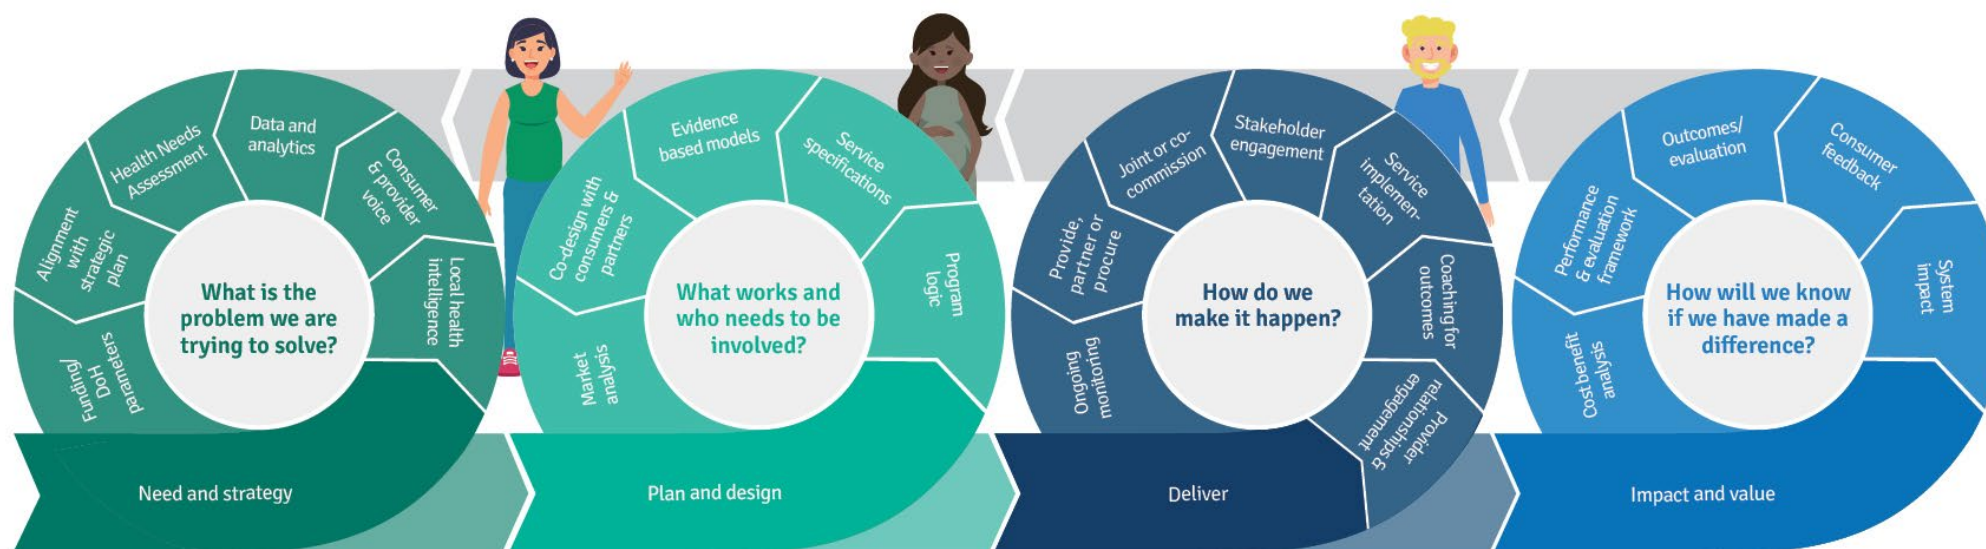 Funding/
DoH
parameters
Alignment
with
strategic
plan
Health Needs
Assessment
Data and
analytics
Consumer
& provider
voice
Local health
intelligence
What is the
problem we are
trying to solve?
Need and strategy
Market
analysis
Co-design with
consumers &
partners
Evidence
based models
Service
specifications
Program
logic
What works and
who needs to be
involved?
Plan and design
Ongoing
monitoring
Provide,
partner or
procure
Joint or co-
commission
Stakeholder
engagement
Service
implemen-
tation
Coaching for
outcomes
Provider
relationships &
engagement
How do we
make it happen?
Deliver
Cost benefit
analysis
Performance
& evaluation
framework
Outcomes/
evaluation
Consumer
feedback
System
impact
How will we know
if we have made a
difference?
Impact and value